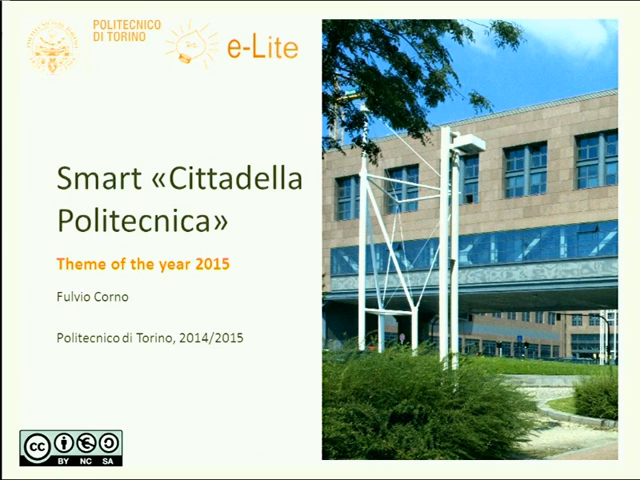 POLITECNICO
DI TORINO
e-Lite
Smart «Cittadella
Politecnica»
Theme of the year 2015
Fulvio Corno
Politecnico di Torino, 2014/2015
cc
BY NC SA